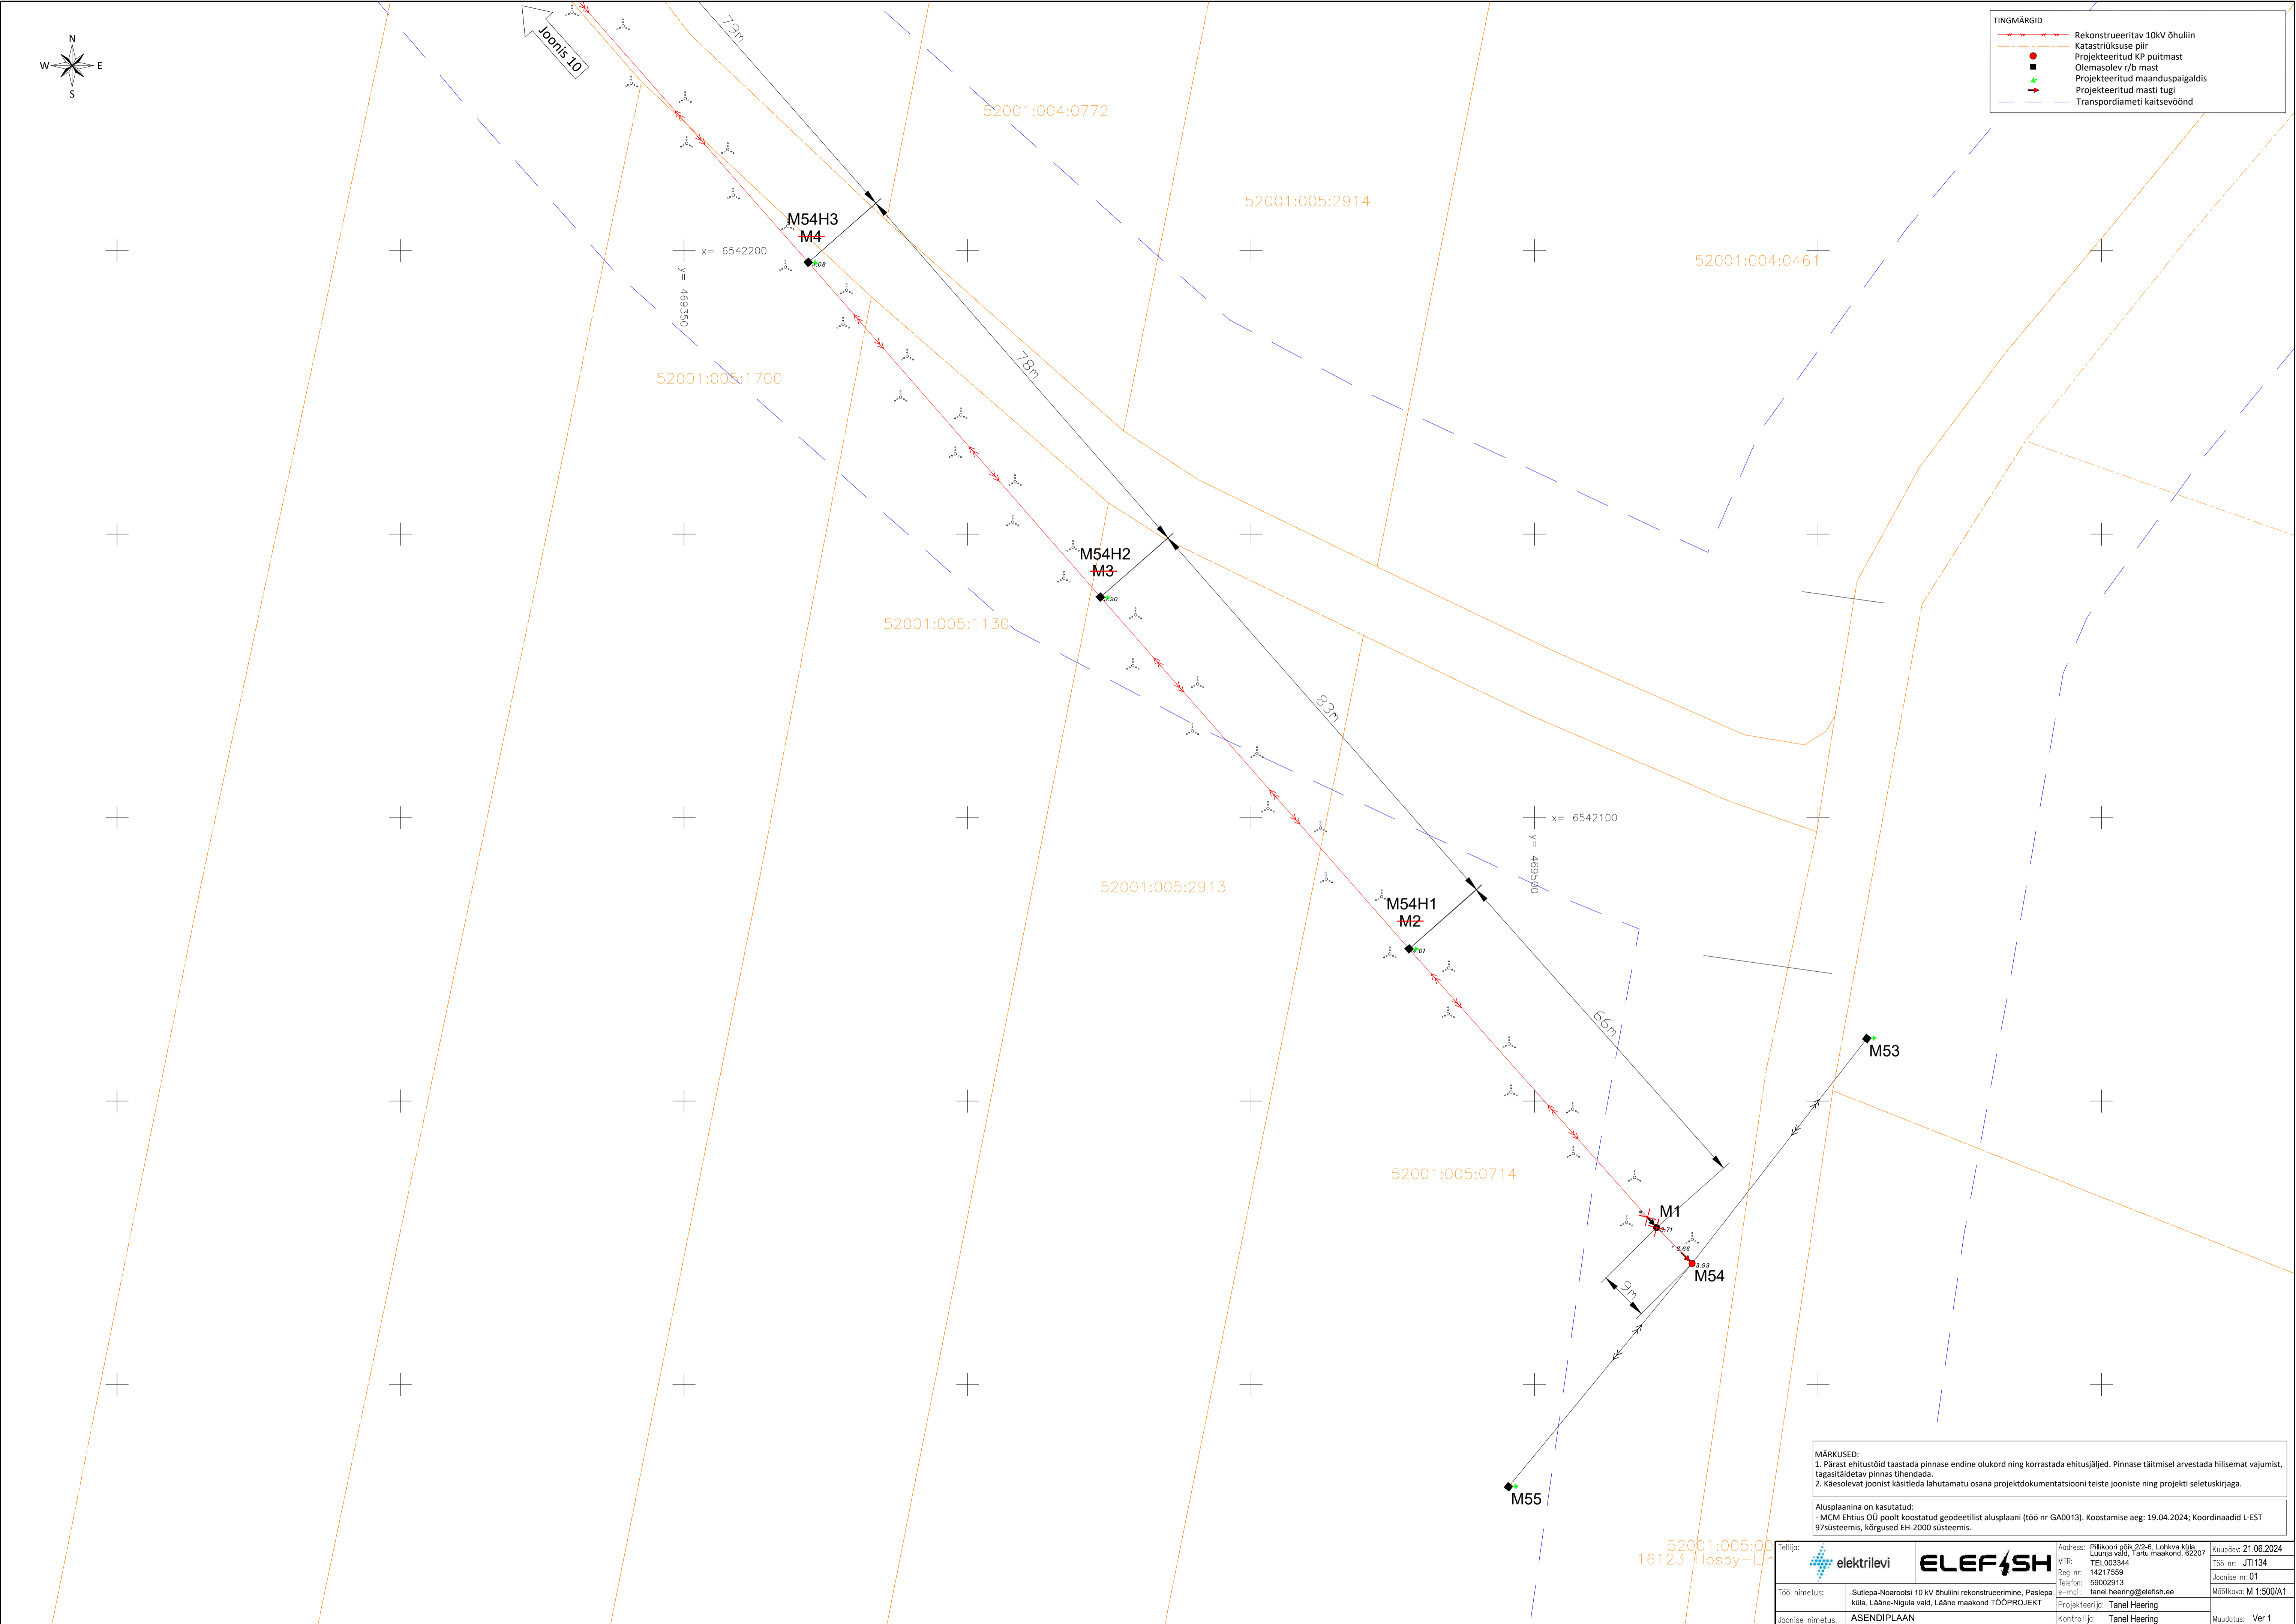 N
W E
S
Joonis 10
79m
TINGMÄRGID
Rekonstrueeritav 10kV õhuliin
Katastriüksuse piir
Projekteeritud KP puitmast
Olemasolev r/b mast
Projekteeritud maanduspaigaldis
Projekteeritud masti tugi
Transpordiameti kaitsevöönd
52001:004:0772
52001:005:2914
52001:004:0461
M54H3
M4
x= 6542200
y= 469350
78m
52001:005:1700
M54H2
M3
52001:005:1130
83m
x= 6542100
y= 469500
52001:005:2913
M54H1
M2
66m
M53
52001:005:0714
M1
3.66
3.93
M54
9m
M55
MÄRKUSED:
1. Pärast ehitustöid taastada pinnase endine olukord ning korrastada ehitusjäljed. Pinnase täitmisel arvestada hilisemat vajumist,
tagasitäidetav pinnas tihendada.
2. Käesolevat joonist käsitleda lahutamatu osana projektdokumentatsiooni teiste jooniste ning projekti seletuskirjaga.
Alusplaanina on kasutatud:
- MCM Ehtius OÜ poolt koostatud geodeetilist alusplaani (töö nr GA0013). Koostamise aeg: 19.04.2024; Koordinaadid L-EST
97süsteemis, kõrgused EH-2000 süsteemis.
16123 Hosby-
Tellija:
elektrilevi
ELEFISH
Address: Pillikoori põik 2/2-6, Lohkva küla,
Luunja vald, Tartu maakond, 62207
MTR: TEL003344
Reg nr: 14217559
Telefon: 59002913
e-mail: tanel.heering@elefish.ee
Kuupäev: 21.06.2024
Töö nr: JTI134
Joonise nr: 01
Mõõtkava: M 1:500/A1
Töö nimetus: Sutlepa-Noarootsi 10 kV õhuliini rekonstrueerimine, Paslepa
küla, Lääne-Nigula vald, Lääne maakond TÖÖPROJEKT
Projekteerija: Tanel Heering
Joonise nimetus: ASENDIPLAAN
Kontrollija: Tanel Heering
Muudatus: Ver 1